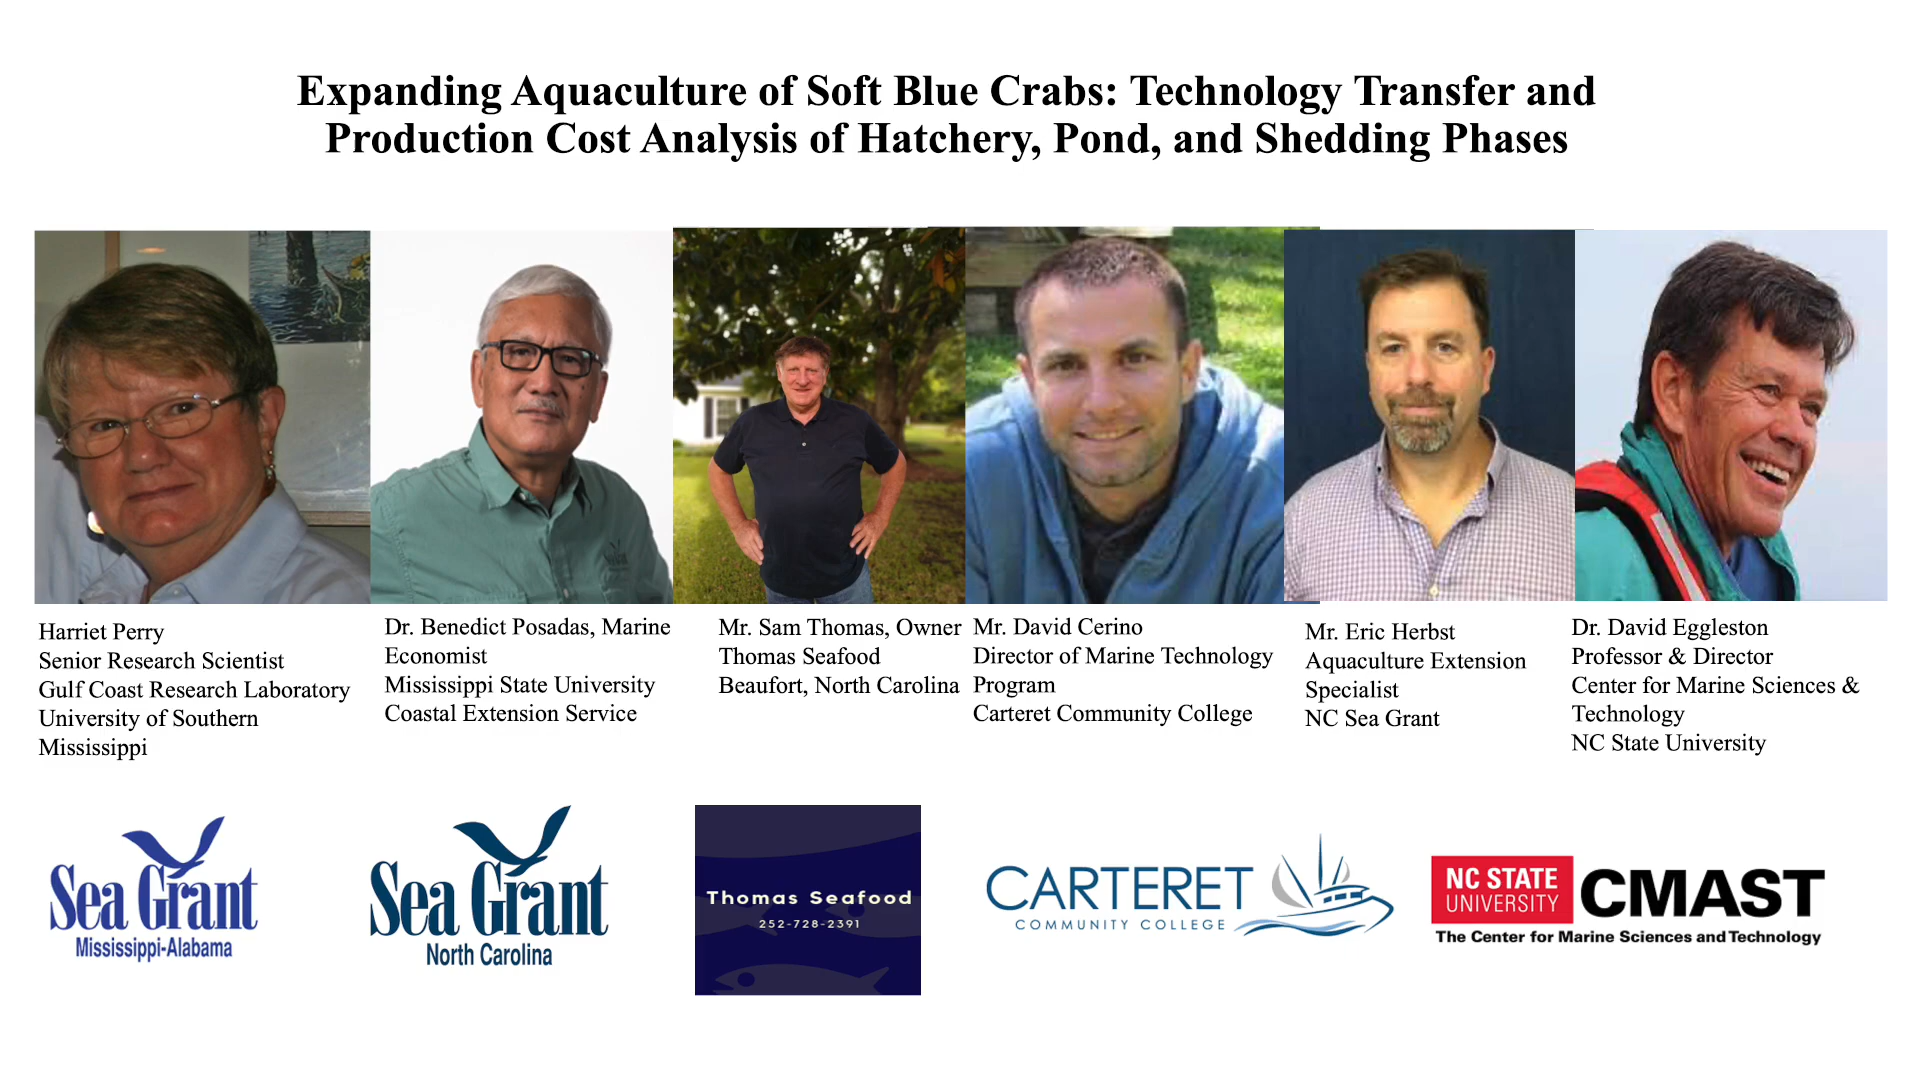 Expanding Aquaculture of Soft Blue Crabs: Technology Transfer and
Production Cost Analysis of Hatchery, Pond, and Shedding Phases
Harriet Perry
Senior Research Scientist
Gulf Coast Research Laboratory
University of Southern
Mississippi
Dr. Benedict Posadas, Marine
Economist
Mississippi State University
Coastal Extension Service
Mr. Sam Thomas, Owner
Thomas Seafood
Beaufort, North Carolina
Mr. David Cerino
Director of Marine Technology
Program
Carteret Community College
Mr. Eric Herbst
Aquaculture Extension
Specialist
NC Sea Grant
Dr. David Eggleston
Professor & Director
Center for Marine Sciences &
Technology
NC State University
Sea Grant
Mississippi-Alabama
Sea Grant
North Carolina
Thomas Seafood
252-728-2391
CARTERET
COMMUNITY COLLEGE
NC STATE
UNIVERSITY
CMAST
The Center for Marine Sciences and Technology